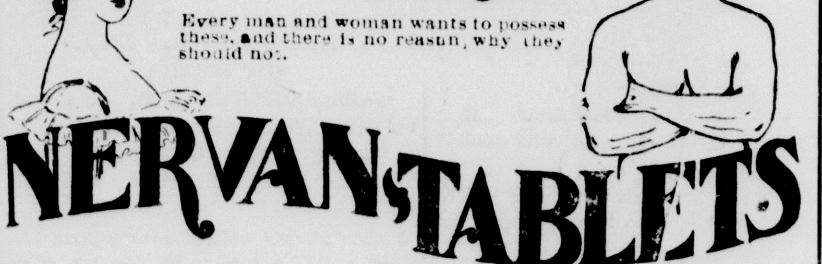 Every man and woman wants to possess
these, and there is no reason, why they
should not.
NERVAN TABLETS